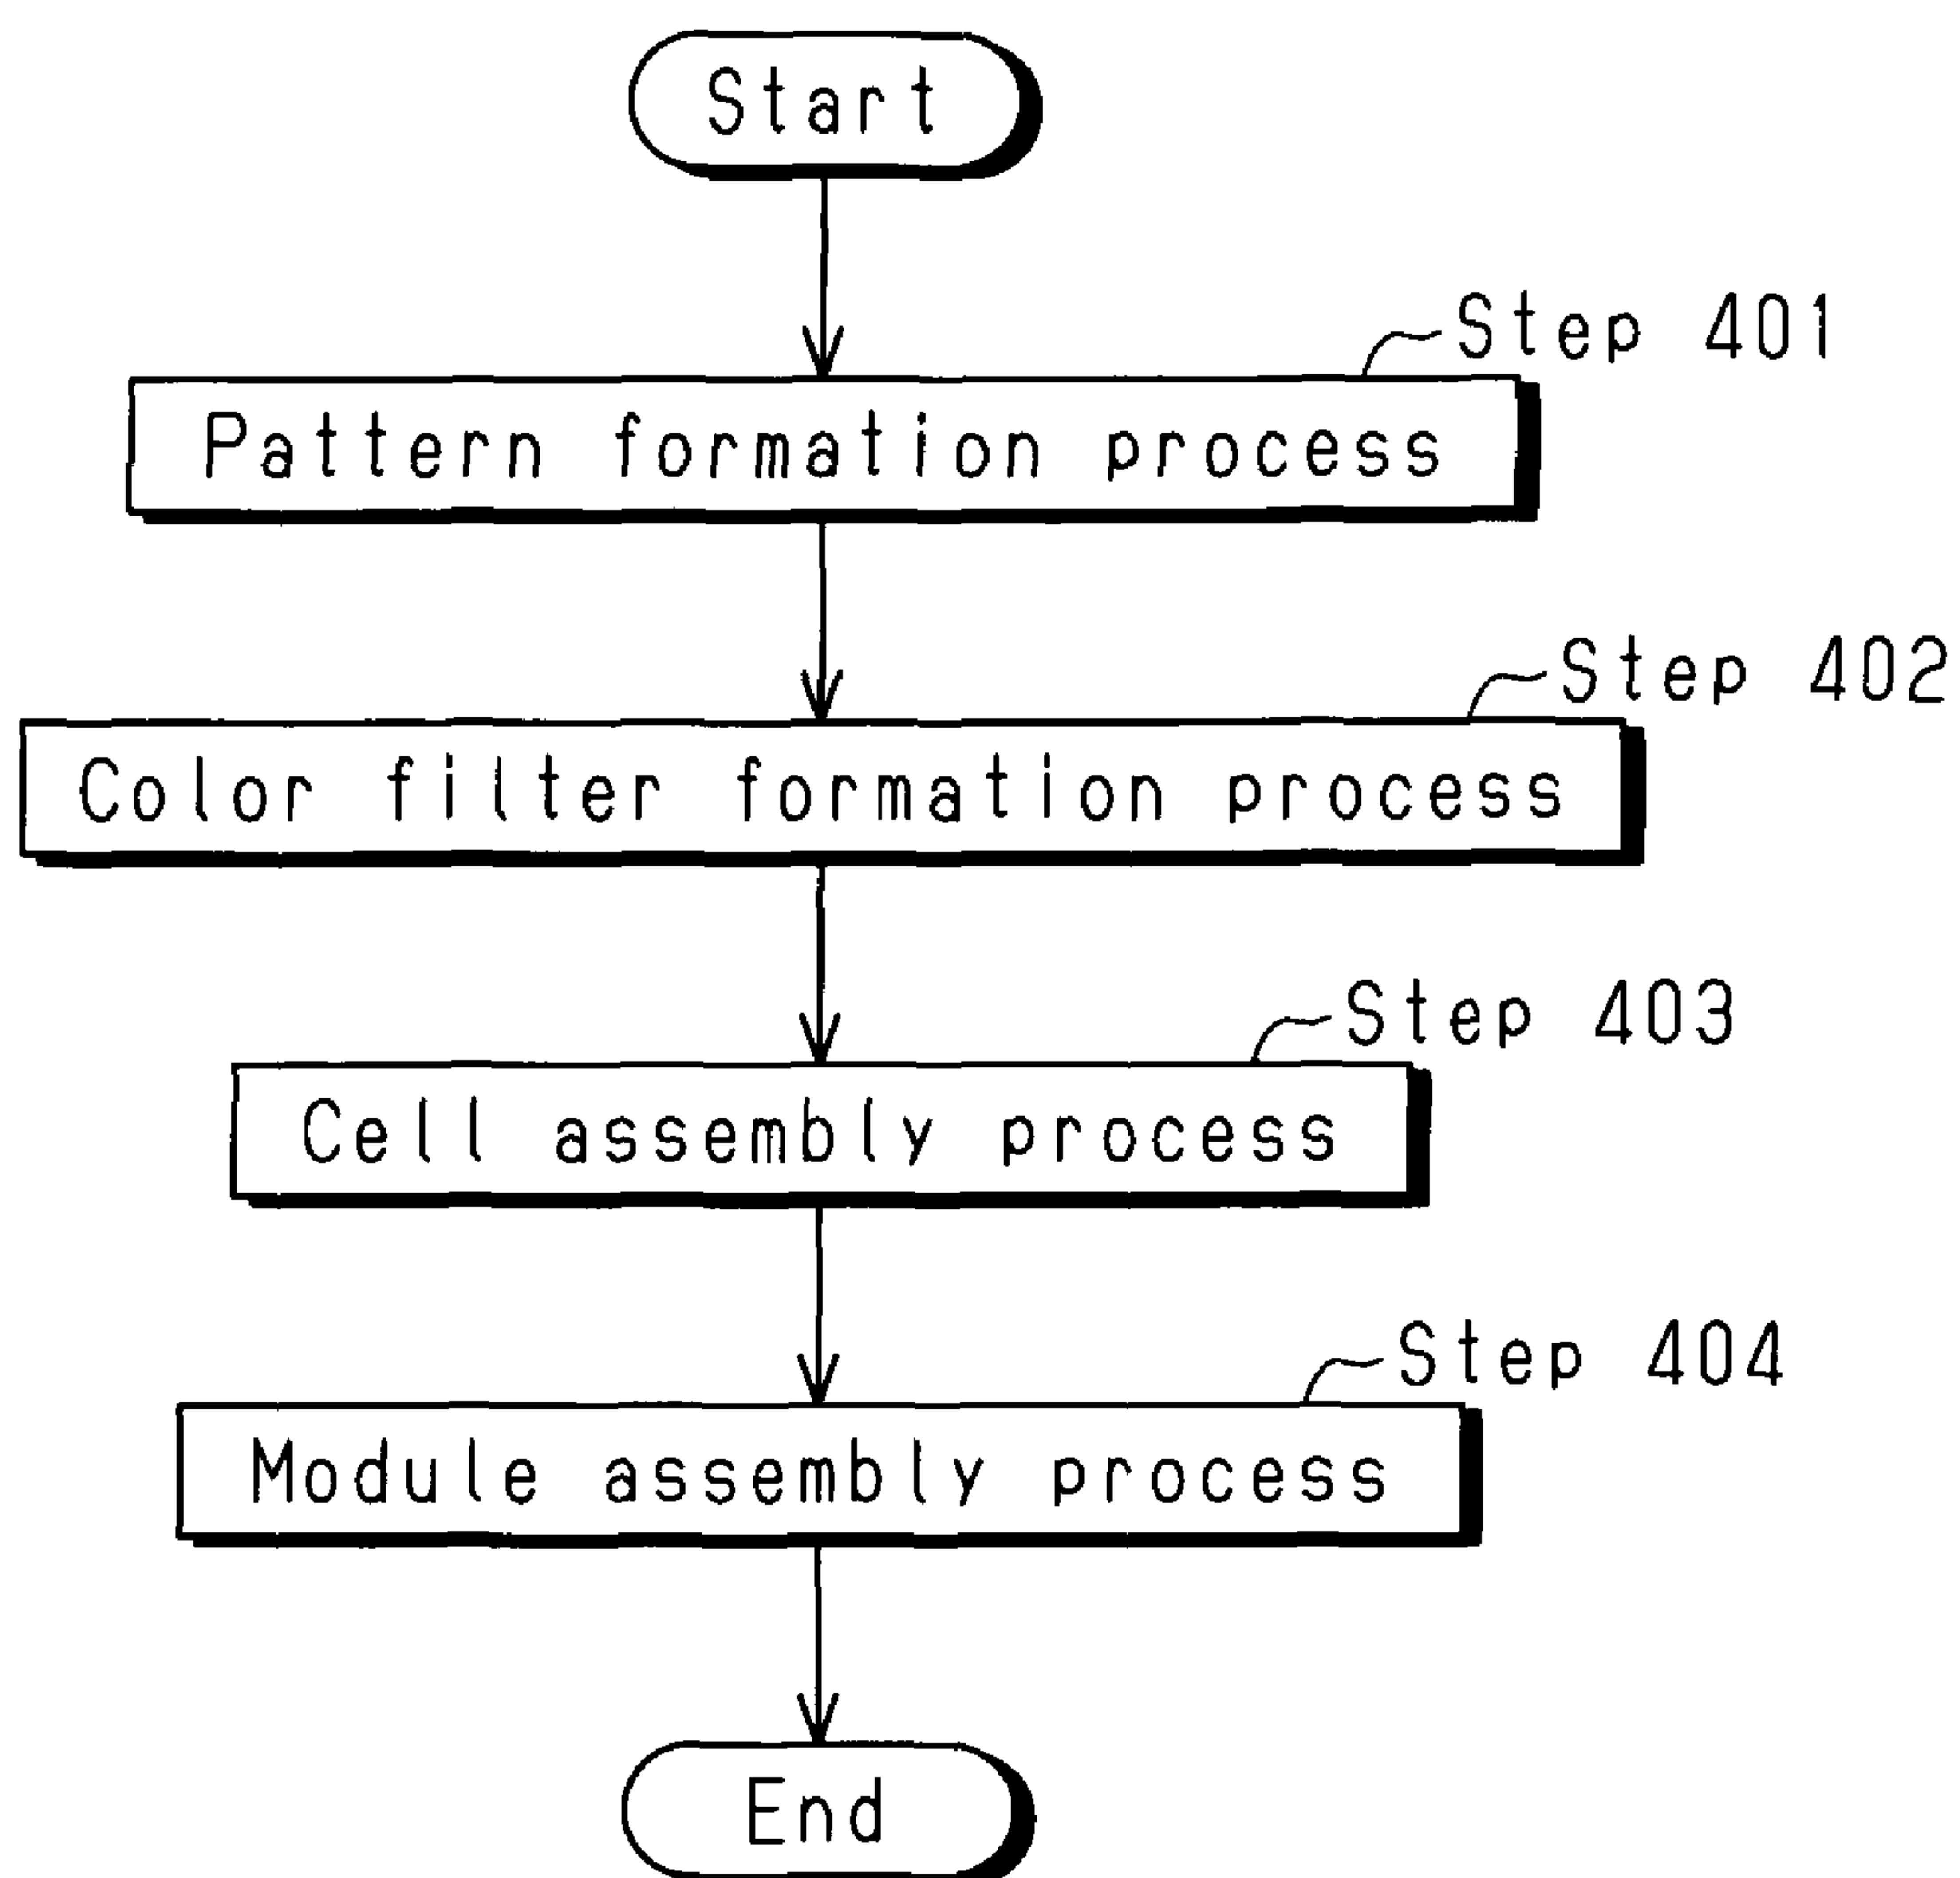 Start
Step 401
Pattern formation process
Step 402
Color filter formation process
Step 403
Cell assembly process
Step 404
Module assembly process
End